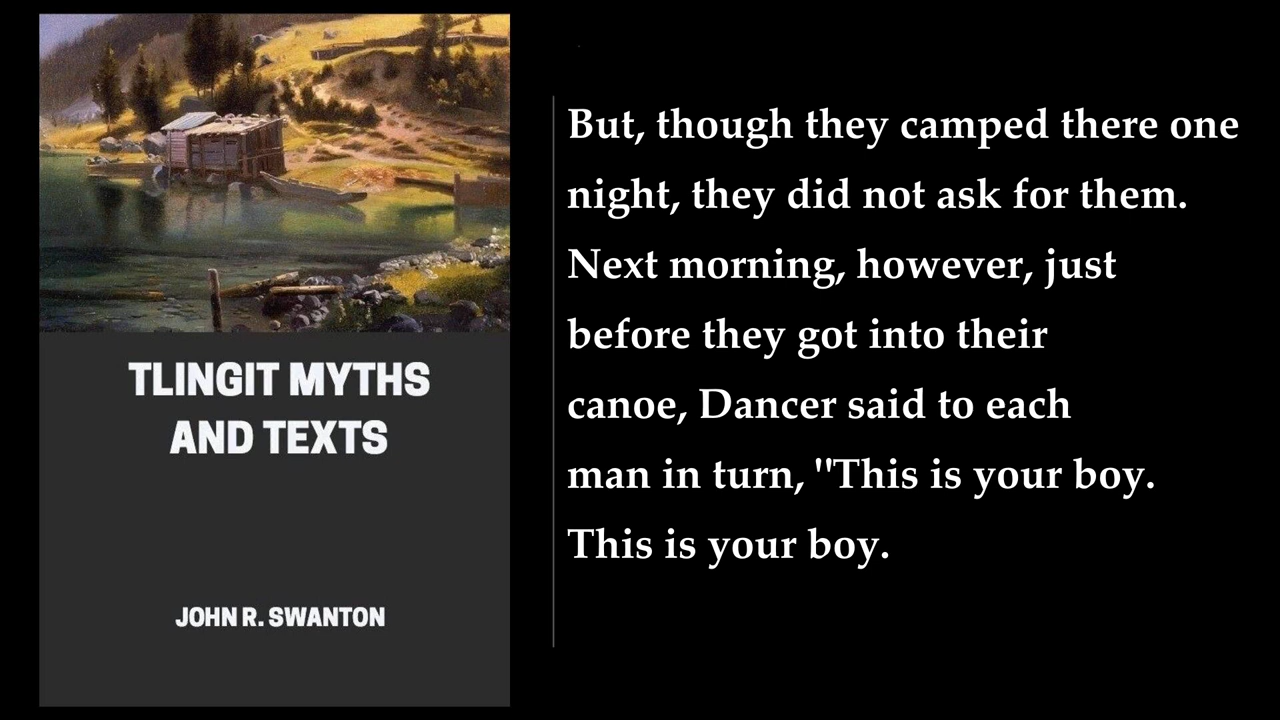 TLINGIT MYTHS
AND TEXTS
JOHN R. SWANTON
But, though they camped there one
night, they did not ask for them.
Next morning, however, just
before they got into their
canoe, Dancer said to each
man in turn, "This is your boy.
This is your boy.